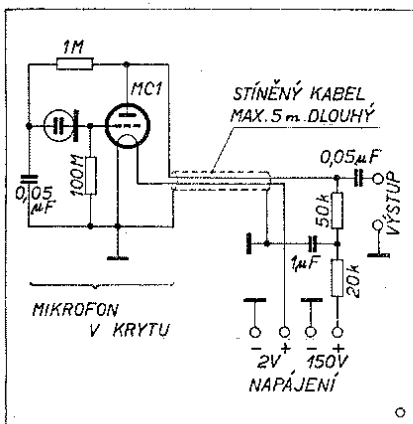 1M
MC1
STÍNĚNÝ KABEL
MAX. 5 m DLOUHÝ
0,05
μF
100M
0,05μF
50k
VÝSTUP
1μF
20k
MIKROFON
V KRYTU
− 2V + − 150V +
NAPÁJENÍ